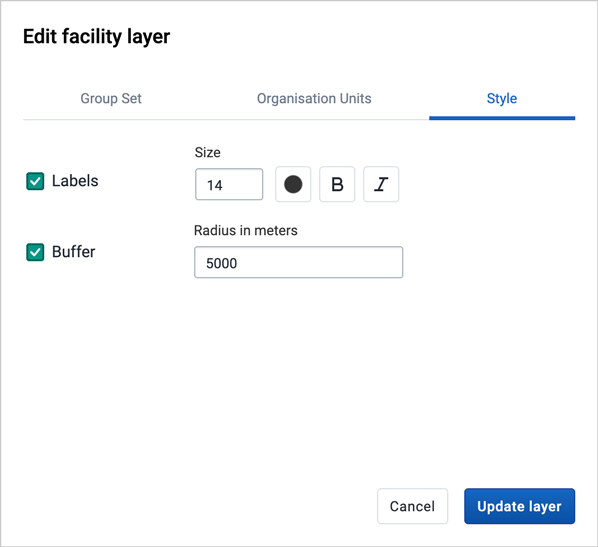 Edit facility layer
Group Set Organisation Units Style
Size
Labels 14 B I
Radius in meters
Buffer
5000
Cancel Update layer